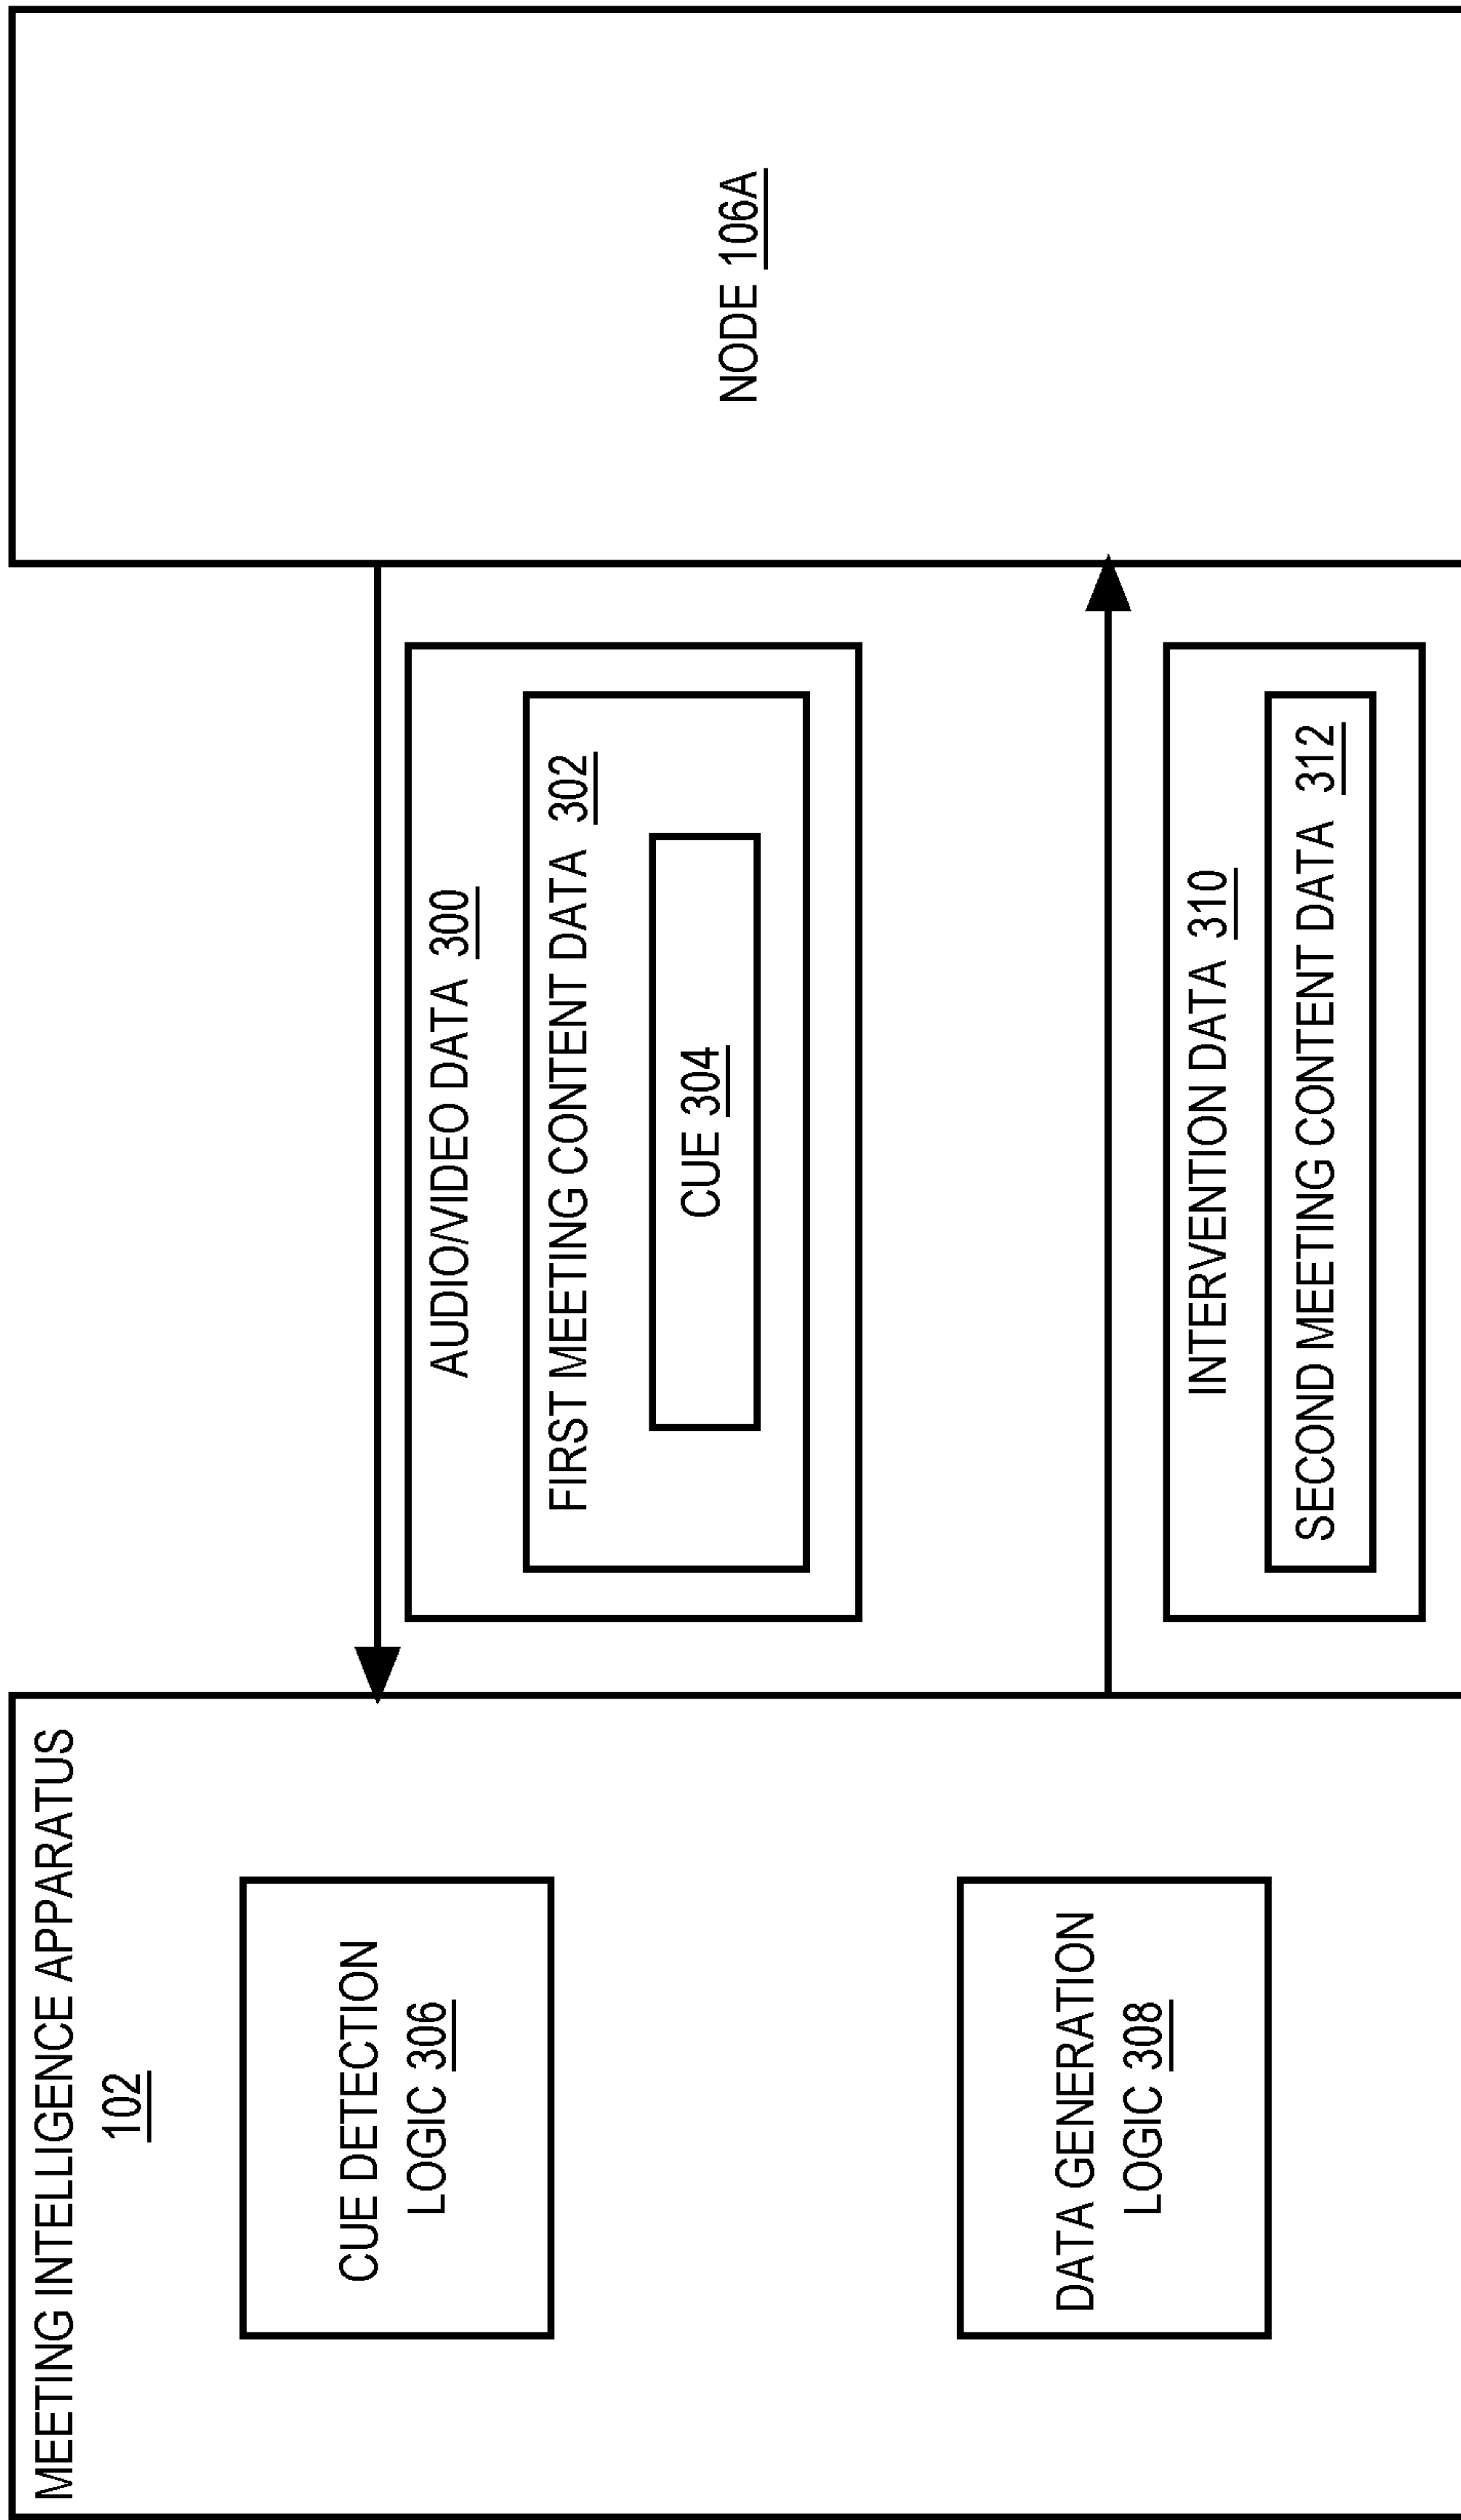 MEETING INTELLIGENCE APPARATUS
102
CUE DETECTION
LOGIC 306
DATA GENERATION
LOGIC 308
AUDIO/VIDEO DATA 300
FIRST MEETING CONTENT DATA 302
CUE 304
INTERVENTION DATA 310
SECOND MEETING CONTENT DATA 312
NODE 106A